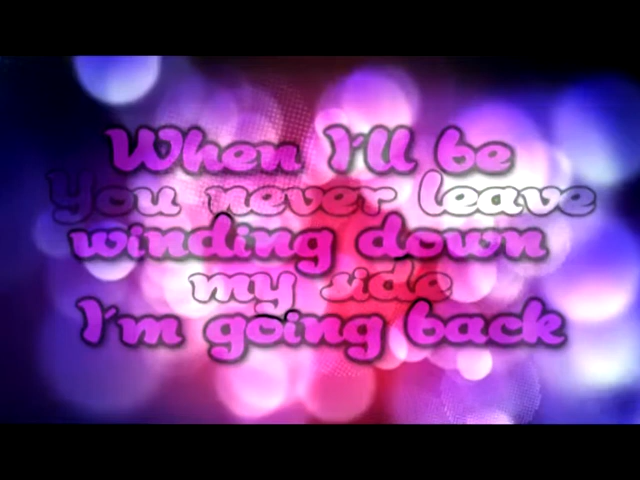 When I'll be
You never leave
winding down
my side
I'm going back